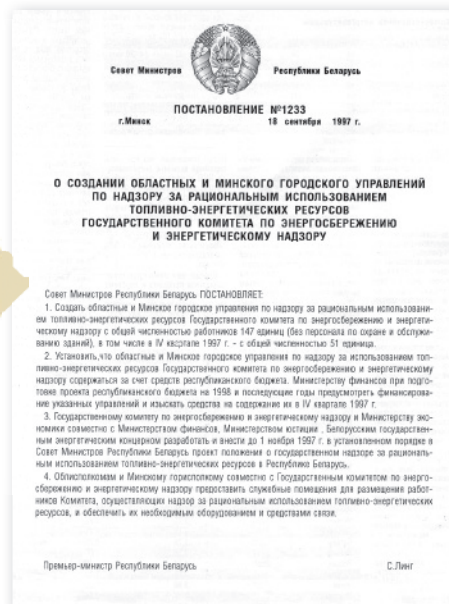 Совет Министров Республики Беларусь
ПОСТАНОВЛЕНИЕ №1233
г.Минск 18 сентября 1997 г.
О СОЗДАНИИ ОБЛАСТНЫХ И МИНСКОГО ГОРОДСКОГО УПРАВЛЕНИЙ
ПО НАДЗОРУ ЗА РАЦИОНАЛЬНЫМ ИСПОЛЬЗОВАНИЕМ
ТОПЛИВНО-ЭНЕРГЕТИЧЕСКИХ РЕСУРСОВ
ГОСУДАРСТВЕННОГО КОМИТЕТА ПО ЭНЕРГОСБЕРЕЖЕНИЮ
И ЭНЕРГЕТИЧЕСКОМУ НАДЗОРУ
Совет Министров Республики Беларусь ПОСТАНОВЛЯЕТ:
1. Создать областные и Минское городское управления по надзору за рациональным использовани-
ем топливно-энергетических ресурсов Государственного комитета по энергосбережению и энергети-
ческому надзору с общей численностью работников 147 единиц (без персонала по охране и обслужи-
ванию зданий), в том числе в IV квартале 1997 г. - с общей численностью 51 единица.
2. Установить,что областные и Минское городское управления по надзору за использованием топ-
ливно-энергетических ресурсов Государственного комитета по энергосбережению и энергетическому
надзору содержатся за счет средств республиканского бюджета. Министерству финансов при подго-
товке проекта республиканского бюджета на 1998 и последующие годы предусмотреть финансирова-
ние указанных управлений и изыскать средства на содержание их в IV квартале 1997 г.
3. Государственному комитету по энергосбережению и энергетическому надзору и Министерству эко-
номики совместно с Министерством финансов, Министерством юстиции , Белорусским государствен-
ным энергетическим концерном разработать и внести до 1 ноября 1997 г. в установленном порядке в
Совет Министров Республики Беларусь проект положения о государственном надзоре за рациональ-
ным использованием топливно-энергетических ресурсов в Республике Беларусь.
4. Облисполкомам и Минскому горисполкому совместно с Государственным комитетом по энерго-
сбережению и энергетическому надзору предоставить служебные помещения для размещения работ-
ников Комитета, осуществляющих надзор за рациональным использованием топливно-энергетических
ресурсов, и обеспечить их необходимым оборудованием и средствами связи.
Премьер-министр Республики Беларусь С.Линг